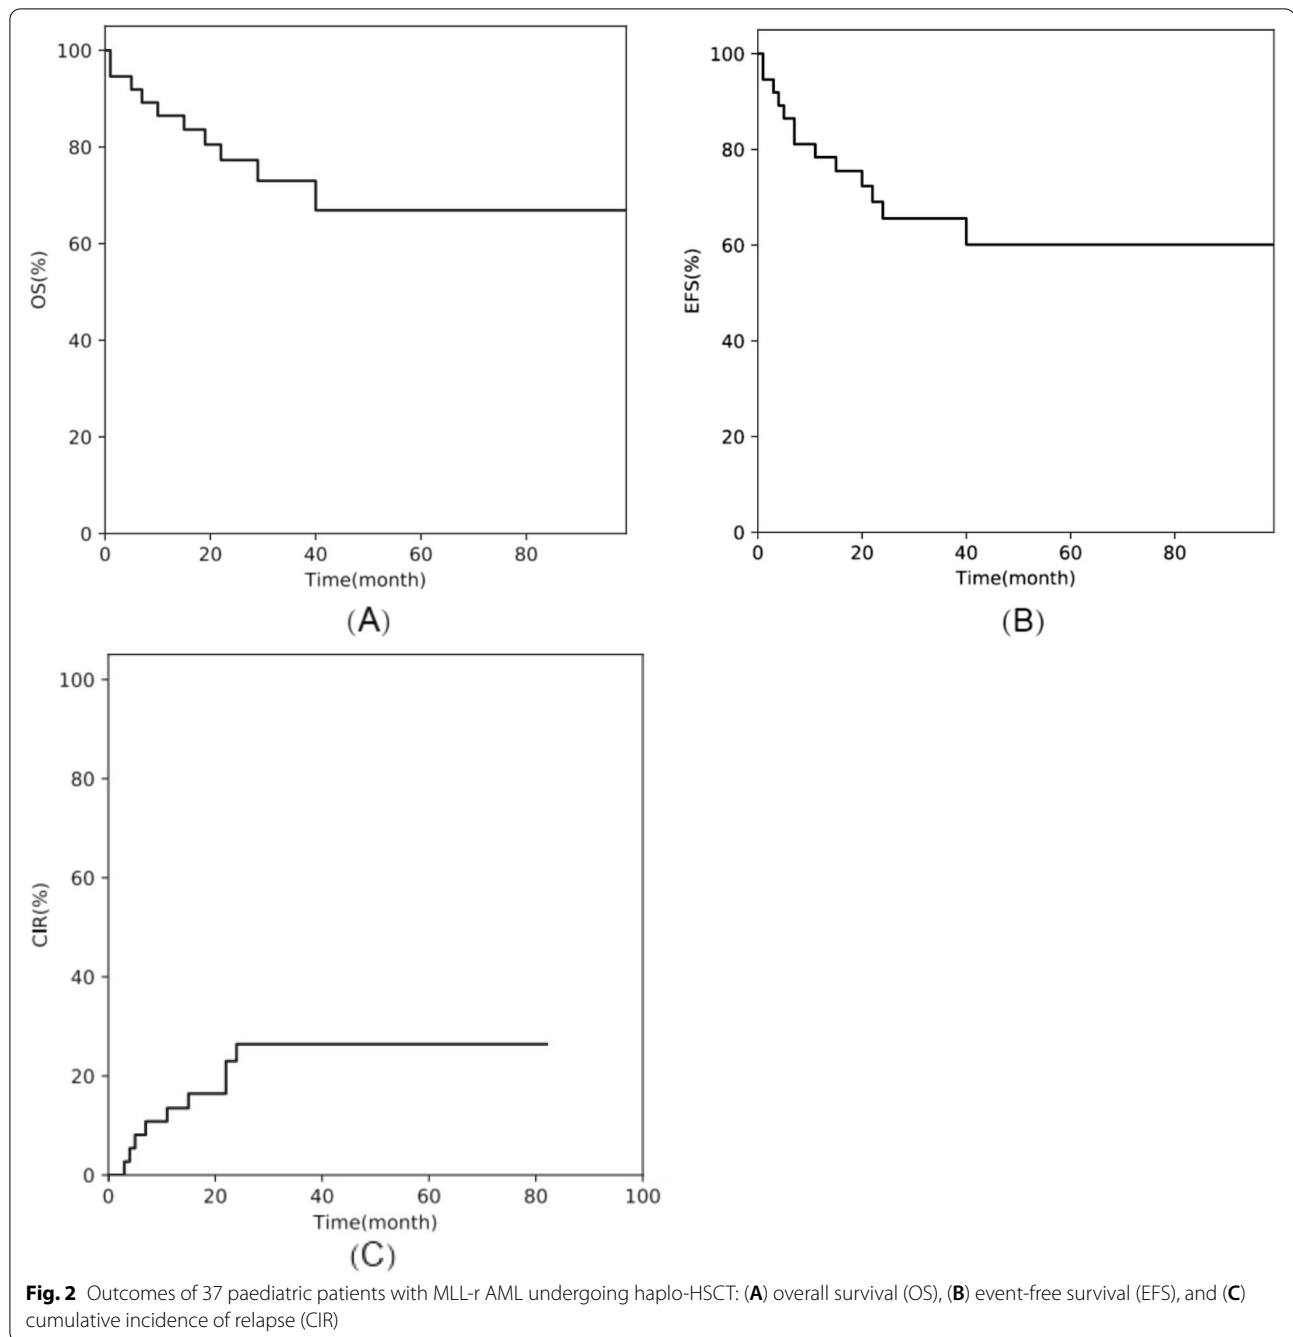 100
80
60
40
20
0
OS(%)
0 20 40 60 80
Time(month)
(A)
100
80
60
40
20
0
EFS(%)
0 20 40 60 80
Time(month)
(B)
100
80
60
40
20
0
CIR(%)
0 20 40 60 80 100
Time(month)
(C)
Fig. 2 Outcomes of 37 paediatric patients with MLL-r AML undergoing haplo-HSCT: (A) overall survival (OS), (B) event-free survival (EFS), and (C)
cumulative incidence of relapse (CIR)